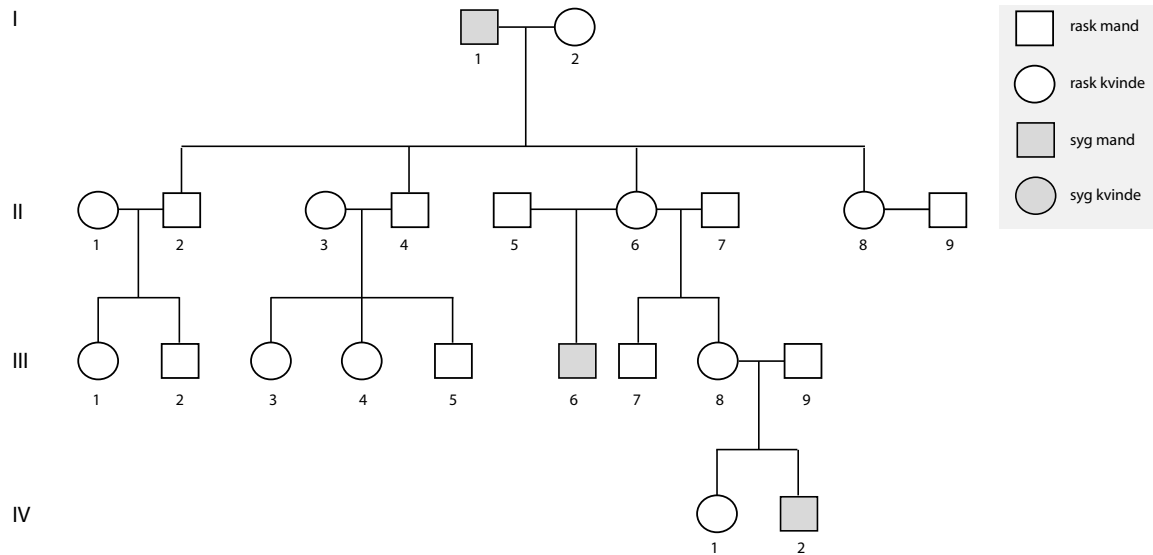 I
1 2
rask mand
rask kvinde
syg mand
syg kvinde
II
1 2 3 4 5 6 7 8 9
III
1 2 3 4 5 6 7 8 9
IV
1 2